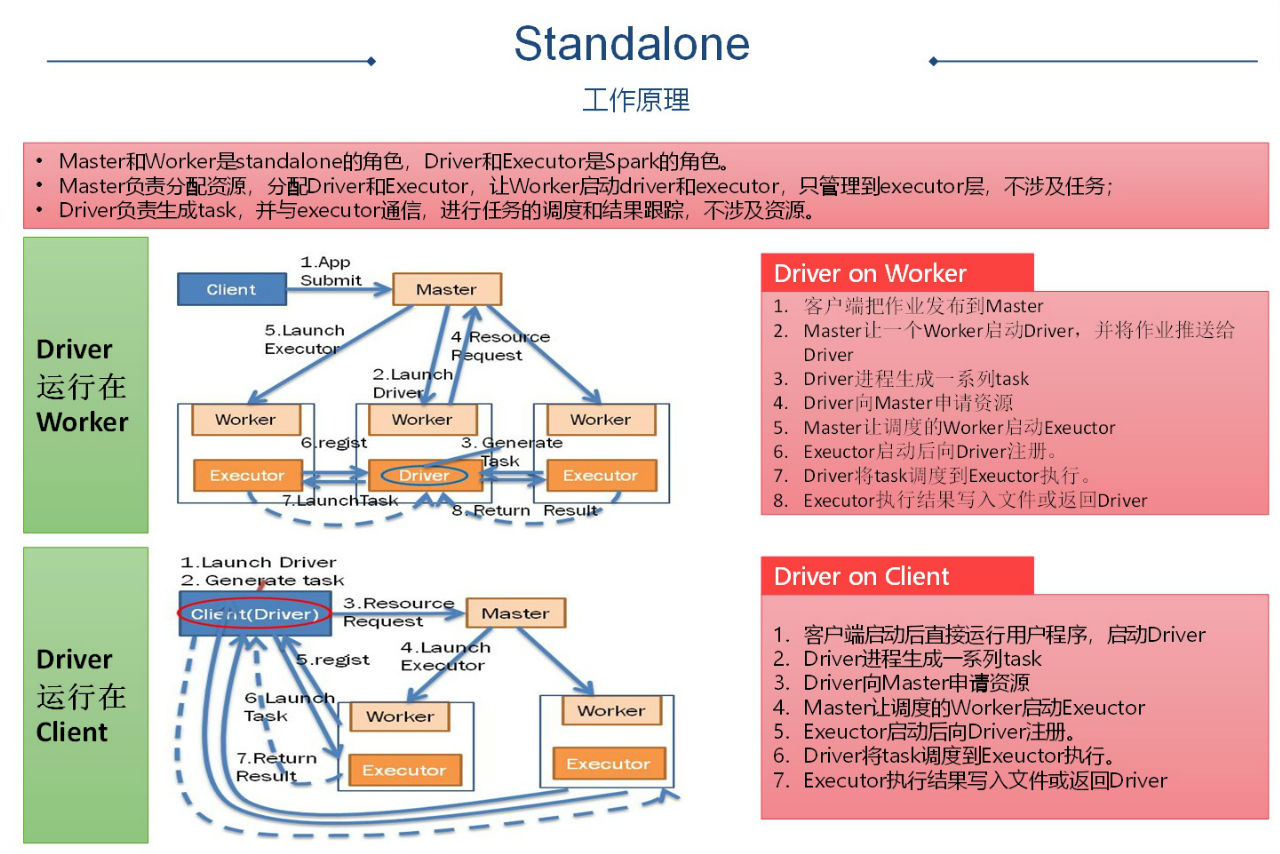 Standalone
工作原理
• Master和Worker是standalone的角色，Driver和Executor是Spark的角色。
• Master负责分配资源，分配Driver和Executor，让Worker启动driver和executor，只管理到executor层，不涉及任务；
• Driver负责生成task，并与executor通信，进行任务的调度和结果跟踪，不涉及资源。
Driver
运行在
Worker
1.App
Submit
Client
Master
5.Launch
Executor
4 Resource
Request
2.Launch
Driver
Worker
Worker
Worker
6.regist
3. Generate
Task
Executor
Driver
Executor
7.LaunchTask
8.Return Result
Driver on Worker
1. 客户端把作业发布到Master
2. Master让一个Worker启动Driver，并将作业推送给
Driver
3. Driver进程生成一系列task
4. Driver向Master申请资源
5. Master让调度的Worker启动Exeuctor
6. Exeuctor启动后向Driver注册。
7. Driver将task调度到Exeuctor执行。
8. Executor执行结果写入文件或返回Driver
Driver
运行在
Client
1.Launch Driver
2. Generate task
Client(Driver)
3.Resource
Request
Master
4.Launch
Executor
5.regist
6.Launch
Task
Worker
Worker
7.Return
Result
Executor
Executor
Driver on Client
1. 客户端启动后直接运行用户程序，启动Driver
2. Driver进程生成一系列task
3. Driver向Master申请资源
4. Master让调度的Worker启动Exeuctor
5. Exeuctor启动后向Driver注册。
6. Driver将task调度到Exeuctor执行。
7. Executor执行结果写入文件或返回Driver